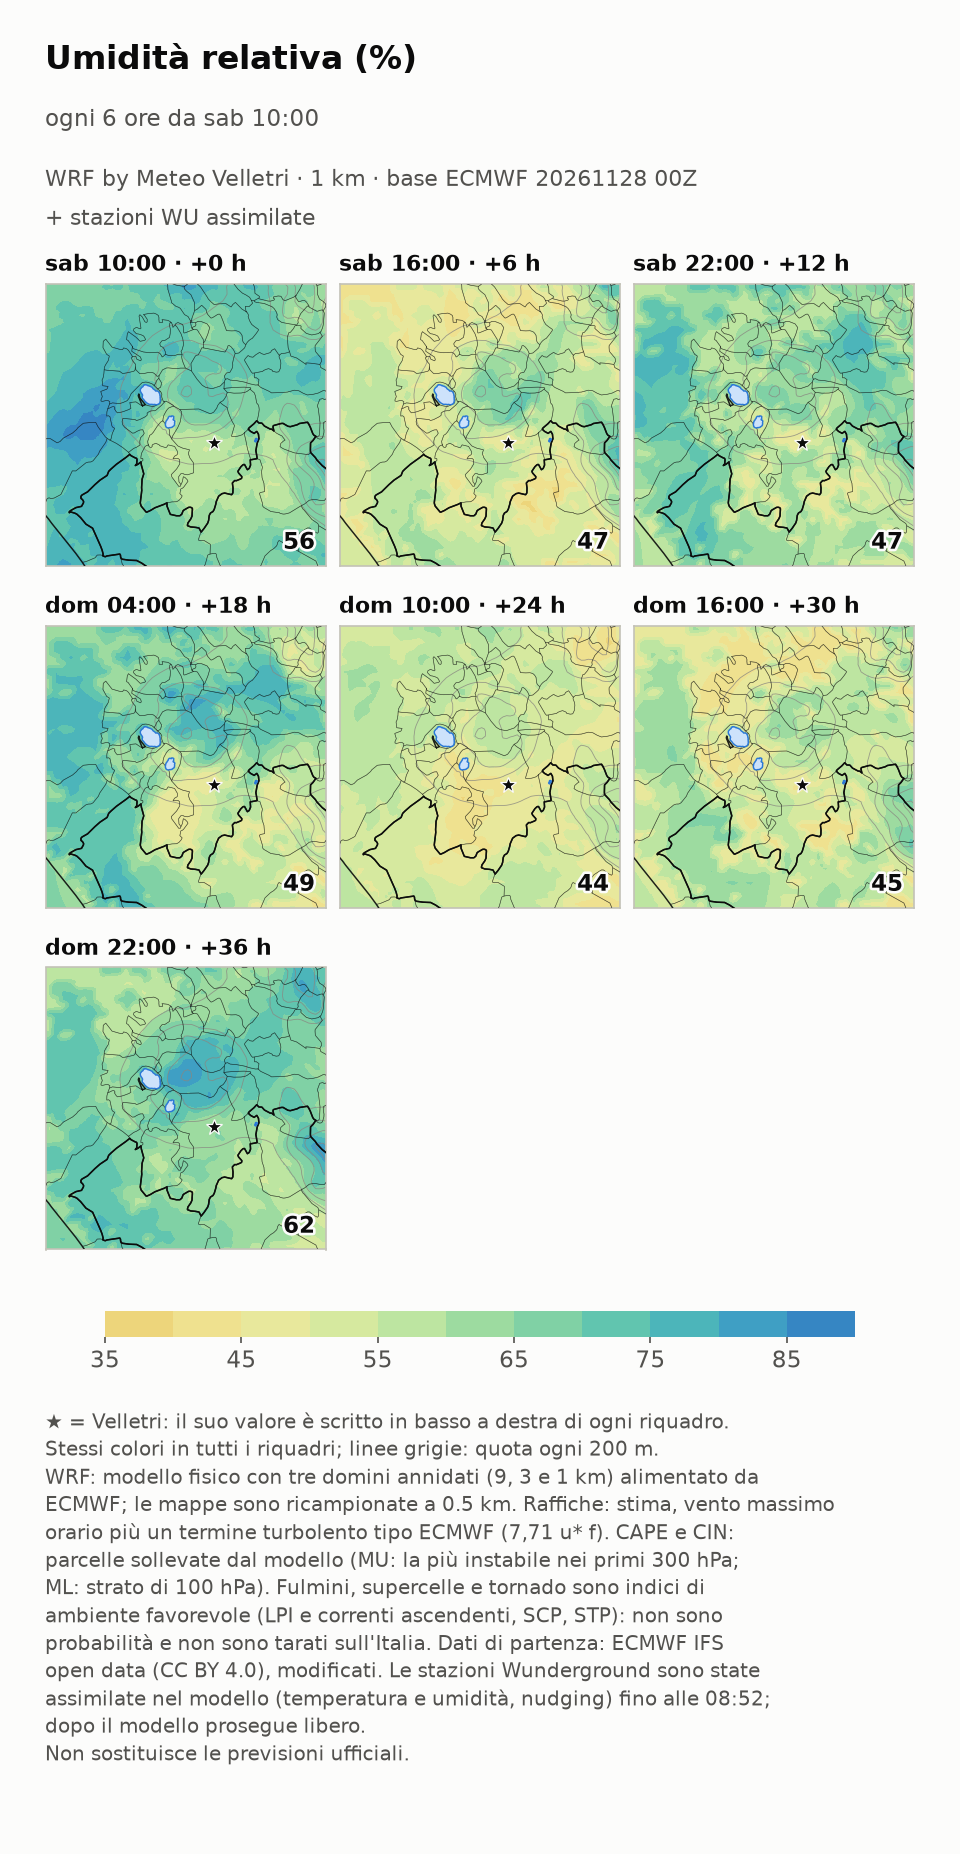 Umidità relativa (%)
ogni 6 ore da sab 10:00
WRF by Meteo Velletri · 1 km · base ECMWF 20261128 00Z
+ stazioni WU assimilate
sab 10:00 · +0 h
sab 16:00 · +6 h
sab 22:00 · +12 h
56
47
47
dom 04:00 · +18 h
dom 10:00 · +24 h
dom 16:00 · +30 h
49
44
45
dom 22:00 · +36 h
62
35 45 55 65 75 85
★ = Velletri: il suo valore è scritto in basso a destra di ogni riquadro.
Stessi colori in tutti i riquadri; linee grigie: quota ogni 200 m.
WRF: modello fisico con tre domini annidati (9, 3 e 1 km) alimentato da
ECMWF; le mappe sono ricampionate a 0.5 km. Raffiche: stima, vento massimo
orario più un termine turbolento tipo ECMWF (7,71 u* f). CAPE e CIN:
parcelle sollevate dal modello (MU: la più instabile nei primi 300 hPa;
ML: strato di 100 hPa). Fulmini, supercelle e tornado sono indici di
ambiente favorevole (LPI e correnti ascendenti, SCP, STP): non sono
probabilità e non sono tarati sull'Italia. Dati di partenza: ECMWF IFS
open data (CC BY 4.0), modificati. Le stazioni Wunderground sono state
assimilate nel modello (temperatura e umidità, nudging) fino alle 08:52;
dopo il modello prosegue libero.
Non sostituisce le previsioni ufficiali.